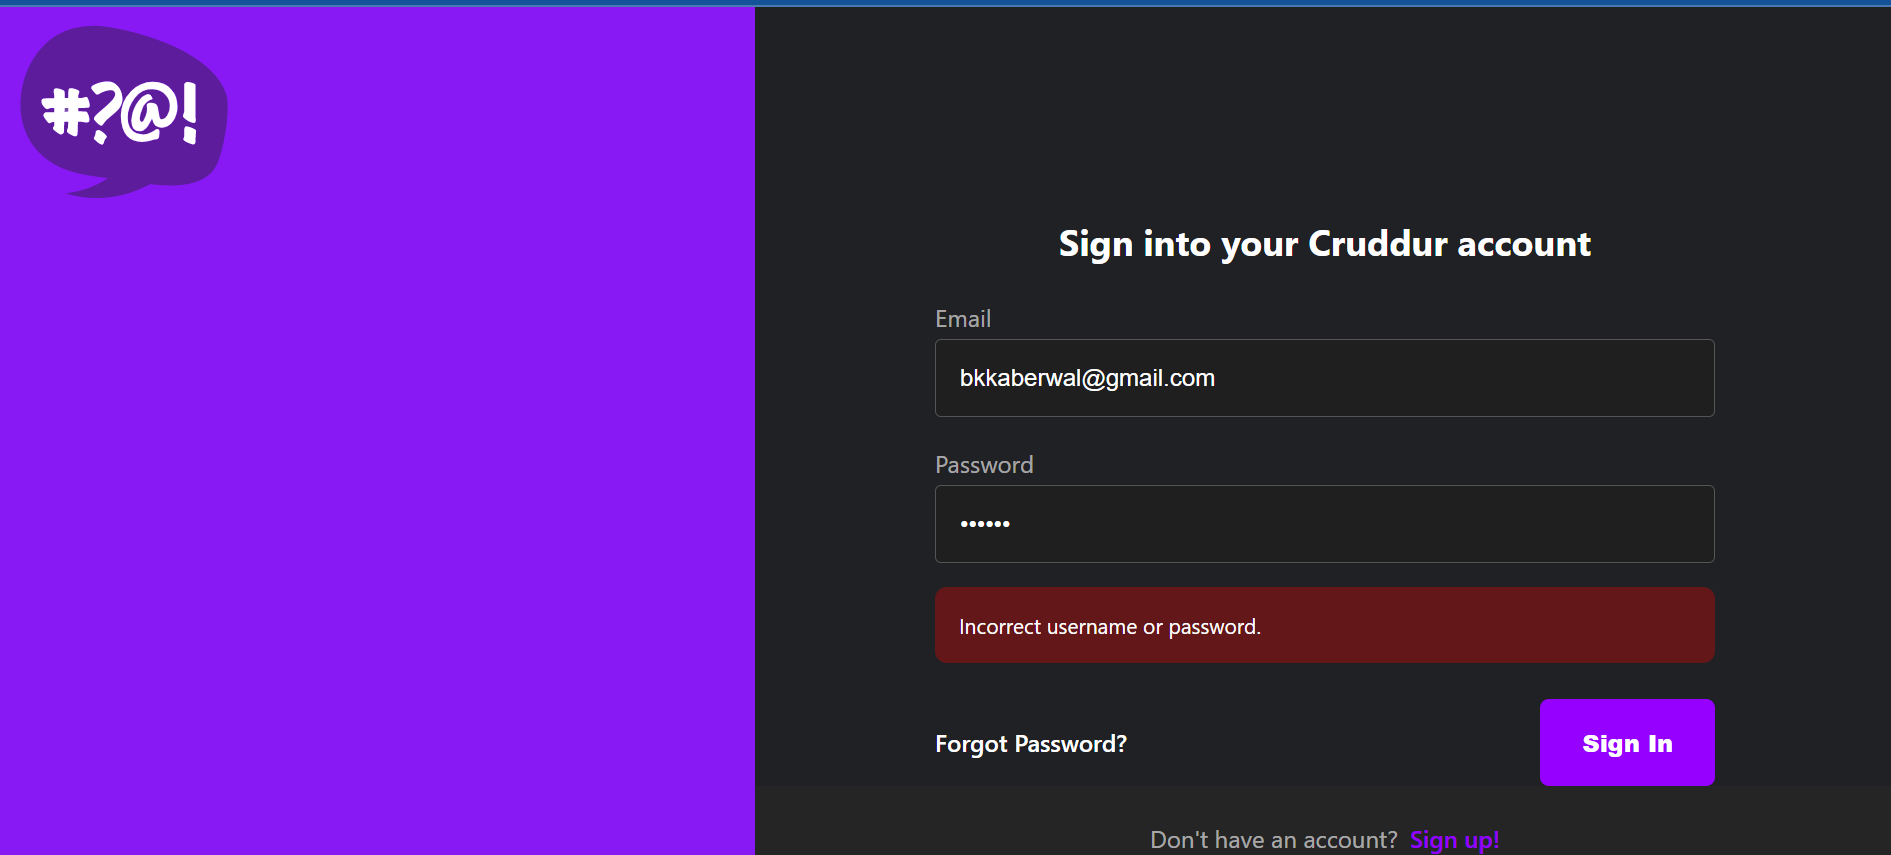 #?@!
Sign into your Cruddur account
Email
bkkaberwal@gmail.com
Password
••••••
Incorrect username or password.
Forgot Password?
Sign In
Don't have an account? Sign up!